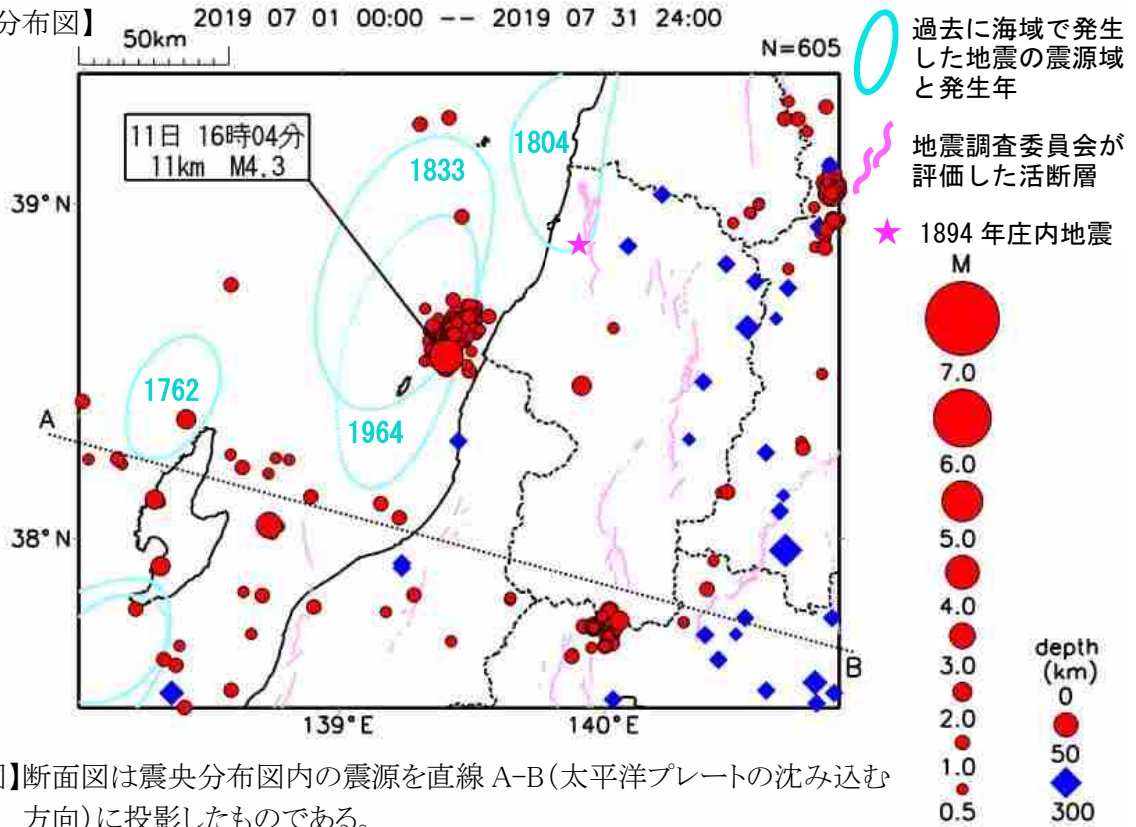 分布図】
2019 07 01 00:00 -- 2019 07 31 24:00
50km
N=605
11日 16時04分
11km M4.3
1804
1833
39°N
1762
A
1964
38°N
B
139°E
140°E
過去に海域で発生
した地震の震源域
と発生年
地震調査委員会が
評価した活断層
1894 年庄内地震
M
7.0
6.0
5.0
4.0
3.0
2.0
1.0
0.5
depth
(km)
0
50
300
】断面図は震央分布図内の震源を直線 A-B(太平洋プレートの沈み込む
方向)に投影したものである。